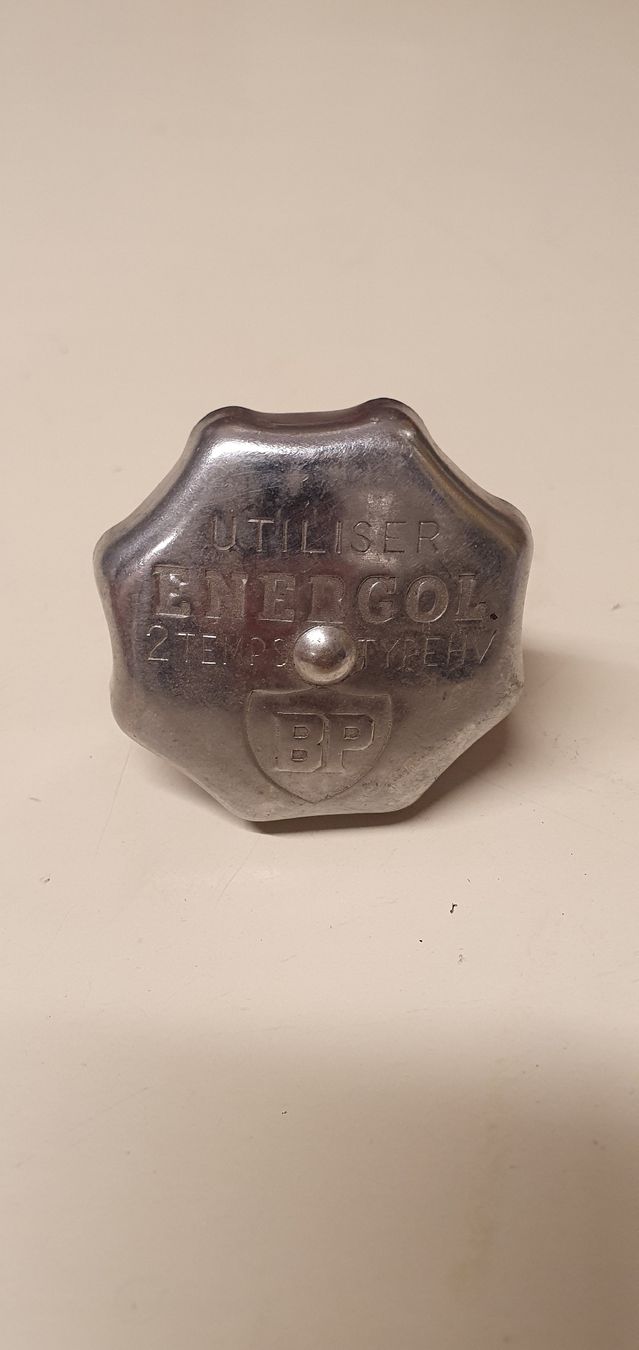 UTILISER
ENERGOL
2 TEMPS TYPE HV
BP